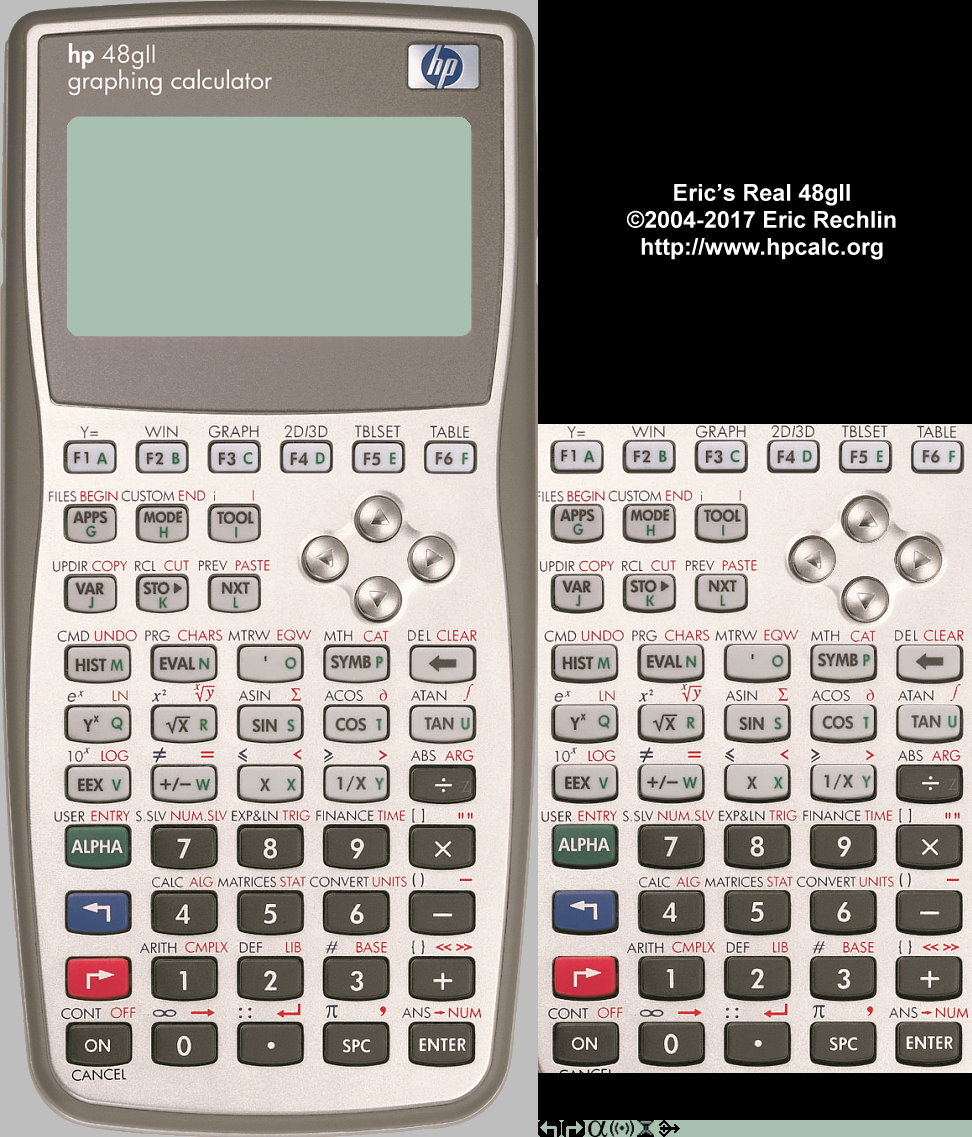 hp 48gII
graphing calculator
hp
Eric's Real 48gII
©2004-2017 Eric Rechlin
http://www.hpcalc.org
Y= WIN GRAPH 2D/3D TBLSET TABLE
F1 A F2 B F3 C F4 D F5 E F6 F
FILES BEGIN CUSTOM END i I
APPS G MODE H TOOL I
UPDIR COPY RCL CUT PREV PASTE
VAR J STO▶ K NXT L
CMD UNDO PRG CHARS MTRW EQW MTH CAT DEL CLEAR
HIST M EVAL N ' O SYMB P
eˣ LN x² ˣ√y ASIN Σ ACOS ∂ ATAN ∫
Yˣ Q √X R SIN S COS T TAN U
10ˣ LOG ≠ = ≤ < ≥ > ABS ARG
EEX V +/− W X X 1/X Y ÷ Z
USER ENTRY S.SLV NUM.SLV EXP&LN TRIG FINANCE TIME [ ] " "
ALPHA 7 8 9 ×
CALC ALG MATRICES STAT CONVERT UNITS ( ) _
4 5 6 −
ARITH CMPLX DEF LIB # BASE { } << >>
1 2 3 +
CONT OFF ∞ → : : ↵ π , ANS →NUM
ON 0 . SPC ENTER
CANCEL
Y= WIN GRAPH 2D/3D TBLSET TABLE
F1 A F2 B F3 C F4 D F5 E F6 F
FILES BEGIN CUSTOM END i I
APPS G MODE H TOOL I
UPDIR COPY RCL CUT PREV PASTE
VAR J STO▶ K NXT L
CMD UNDO PRG CHARS MTRW EQW MTH CAT DEL CLEAR
HIST M EVAL N ' O SYMB P
eˣ LN x² ˣ√y ASIN Σ ACOS ∂ ATAN ∫
Yˣ Q √X R SIN S COS T TAN U
10ˣ LOG ≠ = ≤ < ≥ > ABS ARG
EEX V +/− W X X 1/X Y ÷ Z
USER ENTRY S.SLV NUM.SLV EXP&LN TRIG FINANCE TIME [ ] " "
ALPHA 7 8 9 ×
CALC ALG MATRICES STAT CONVERT UNITS ( ) _
4 5 6 −
ARITH CMPLX DEF LIB # BASE { } << >>
1 2 3 +
CONT OFF ∞ → : : ↵ π , ANS →NUM
ON 0 . SPC ENTER
CANCEL
α